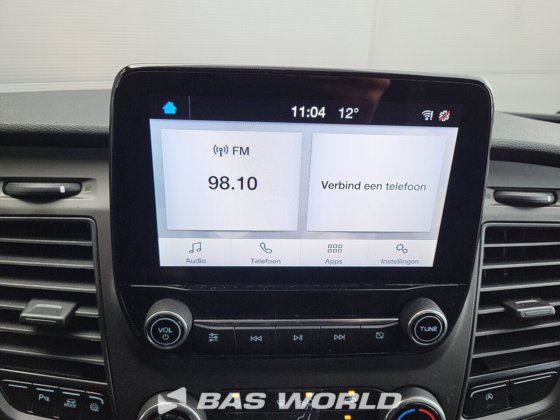 11:04 12°
FM
98.10
Verbind een telefoon
Audio Telefoon Apps Instellingen
VOL
TUNE
BAS WORLD